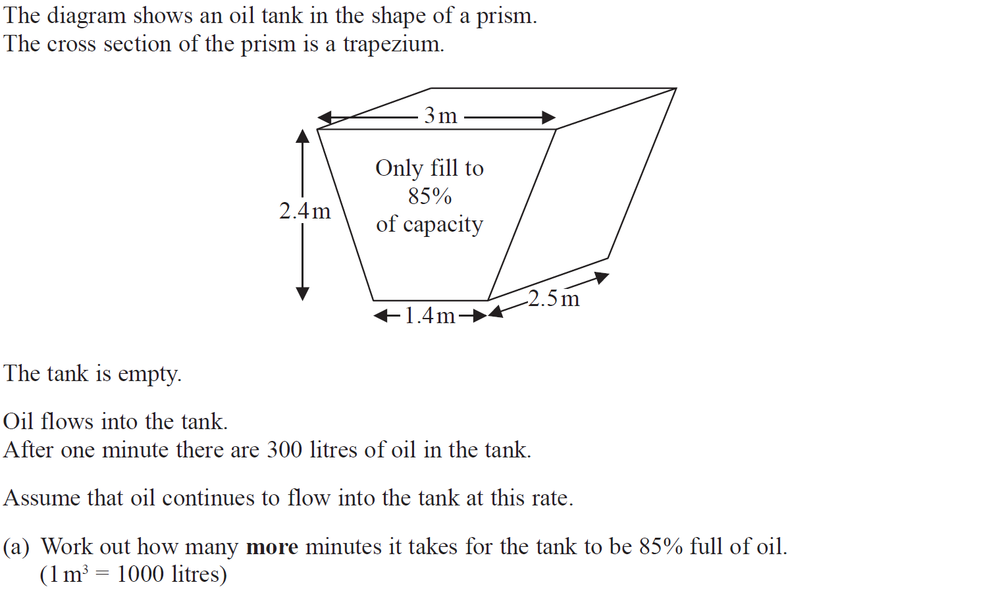 The diagram shows an oil tank in the shape of a prism.
The cross section of the prism is a trapezium.
3 m
Only fill to
85%
of capacity
2.4 m
2.5 m
1.4 m
The tank is empty.
Oil flows into the tank.
After one minute there are 300 litres of oil in the tank.
Assume that oil continues to flow into the tank at this rate.
(a) Work out how many more minutes it takes for the tank to be 85% full of oil.
(1 m³ = 1000 litres)